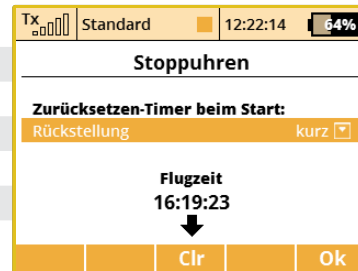 Tx Standard 12:22:14 64%
Stoppuhren
Zurücksetzen-Timer beim Start:
Rückstellung kurz
Flugzeit
16:19:23
Clr Ok